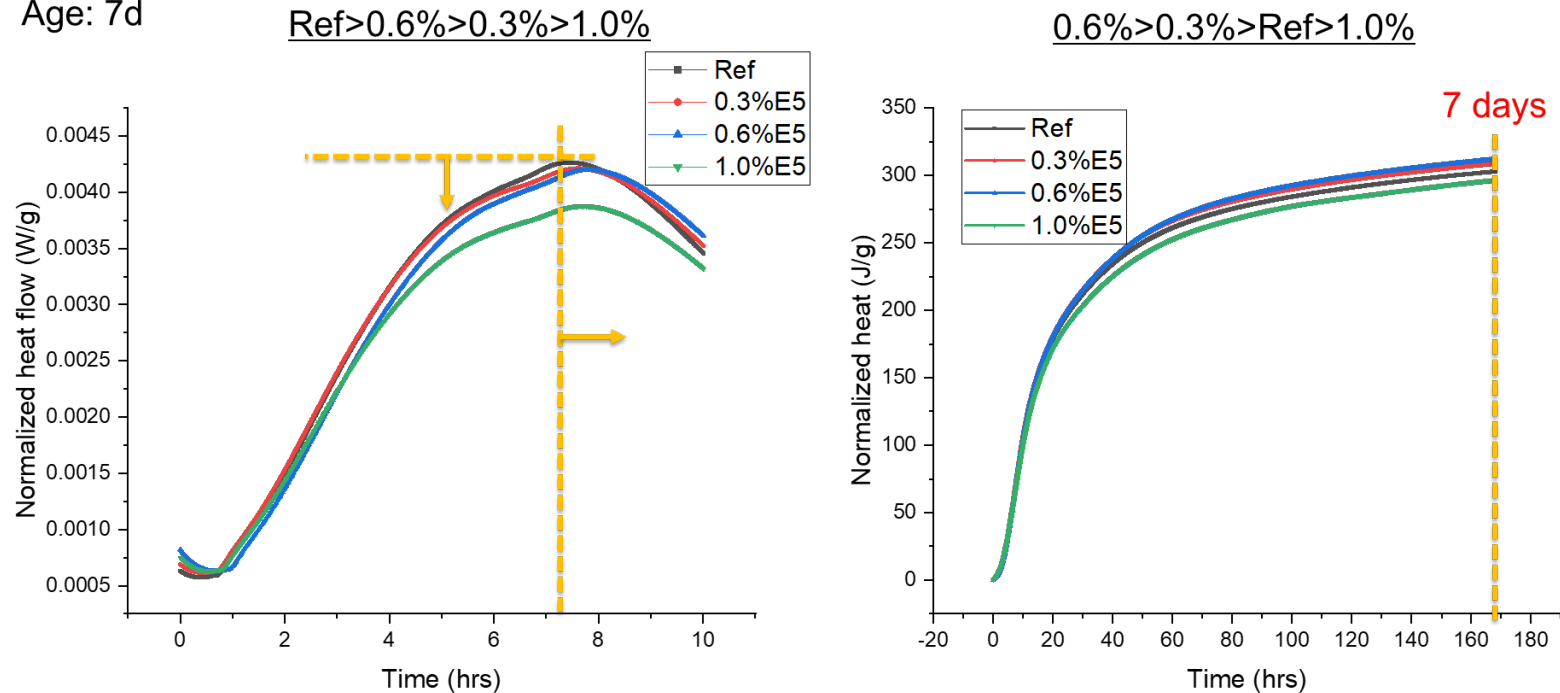 Age: 7d
Ref>0.6%>0.3%>1.0%
Ref
0.3%E5
0.6%E5
1.0%E5
0.0045
0.0040
0.0035
0.0030
0.0025
0.0020
0.0015
0.0010
0.0005
Normalized heat flow (W/g)
0 2 4 6 8 10
Time (hrs)
0.6%>0.3%>Ref>1.0%
7 days
Ref
0.3%E5
0.6%E5
1.0%E5
350
300
250
200
150
100
50
0
Normalized heat (J/g)
-20 0 20 40 60 80 100 120 140 160 180
Time (hrs)